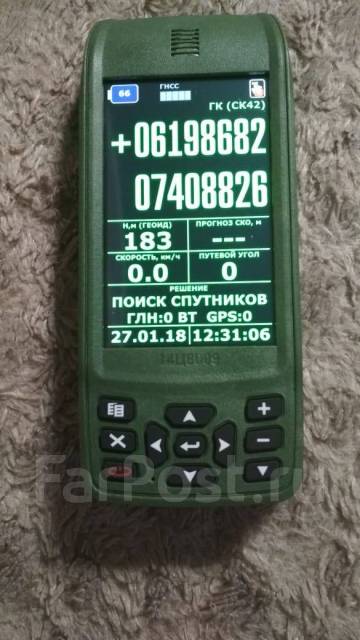 66 ГНСС
ГК (СК42)
+06198682
07408826
H,м (ГЕОИД) ПРОГНОЗ СКО, м
183 ---
СКОРОСТЬ, км/ч ПУТЕВОЙ УГОЛ
0.0 0
РЕШЕНИЕ
ПОИСК СПУТНИКОВ
ГЛН:0 ВТ GPS:0
27.01.18 12:31:06
FarPost.ru